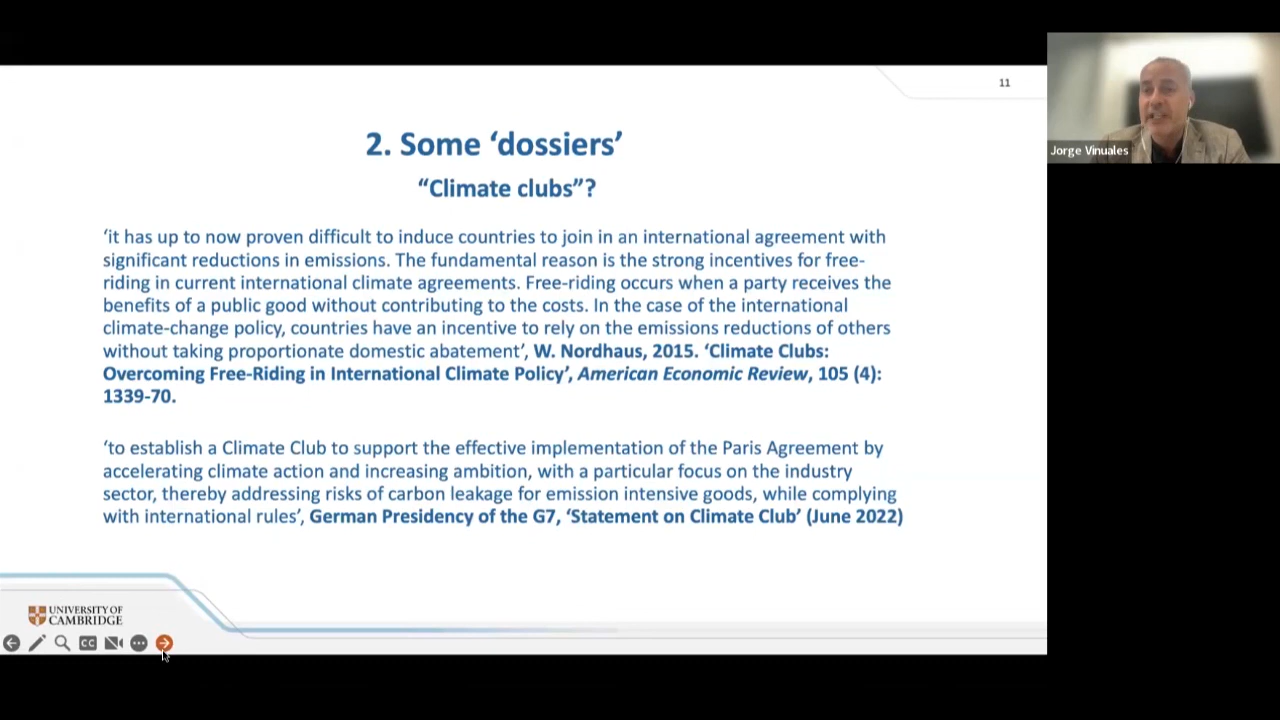 11
2. Some ‘dossiers’
“Climate clubs”?
‘it has up to now proven difficult to induce countries to join in an international agreement with
significant reductions in emissions. The fundamental reason is the strong incentives for free-
riding in current international climate agreements. Free-riding occurs when a party receives the
benefits of a public good without contributing to the costs. In the case of the international
climate-change policy, countries have an incentive to rely on the emissions reductions of others
without taking proportionate domestic abatement’, W. Nordhaus, 2015. ‘Climate Clubs:
Overcoming Free-Riding in International Climate Policy’, American Economic Review, 105 (4):
1339-70.
‘to establish a Climate Club to support the effective implementation of the Paris Agreement by
accelerating climate action and increasing ambition, with a particular focus on the industry
sector, thereby addressing risks of carbon leakage for emission intensive goods, while complying
with international rules’, German Presidency of the G7, ‘Statement on Climate Club’ (June 2022)
UNIVERSITY OF
CAMBRIDGE
CC
Jorge Vinuales